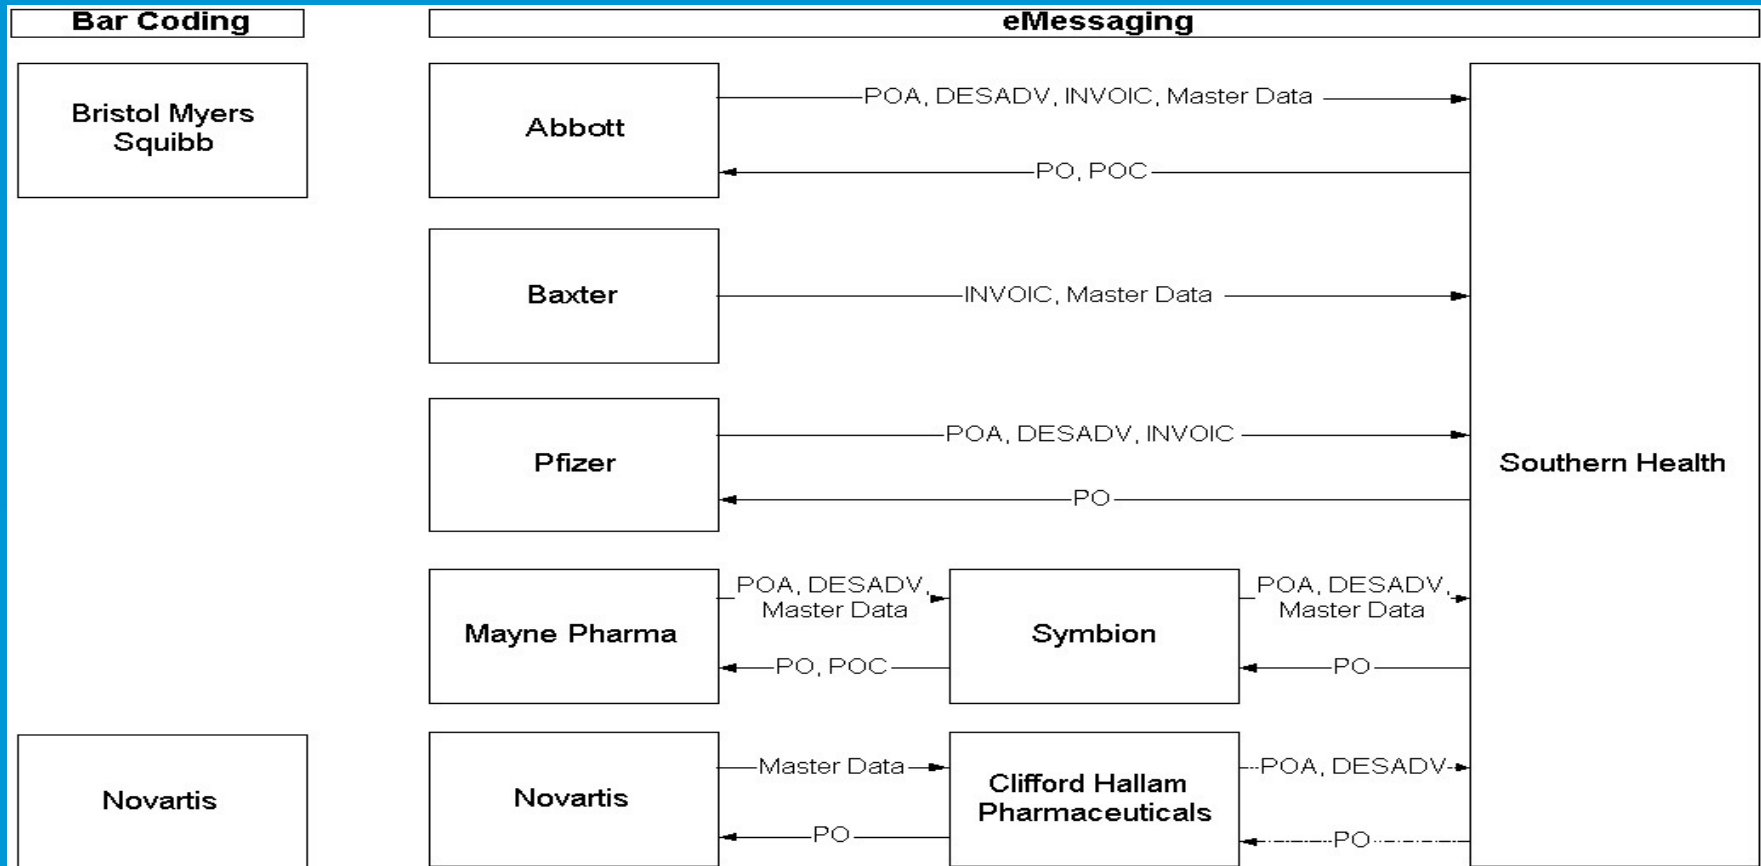 Bar Coding
eMessaging
Bristol Myers
Squibb
Abbott
POA, DESADV, INVOIC, Master Data
PO, POC
Baxter
INVOIC, Master Data
Pfizer
POA, DESADV, INVOIC
PO
Southern Health
Mayne Pharma
POA, DESADV,
Master Data
PO, POC
Symbion
POA, DESADV,
Master Data
PO
Novartis
Novartis
Master Data
PO
Clifford Hallam
Pharmaceuticals
POA, DESADV
PO